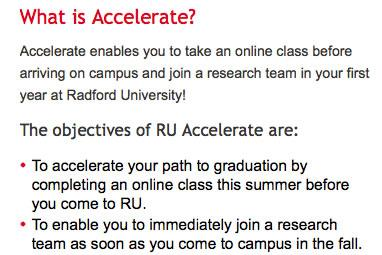 What is Accelerate?
Accelerate enables you to take an online class before
arriving on campus and join a research team in your first
year at Radford University!
The objectives of RU Accelerate are:
• To accelerate your path to graduation by
completing an online class this summer before
you come to RU.
• To enable you to immediately join a research
team as soon as you come to campus in the fall.